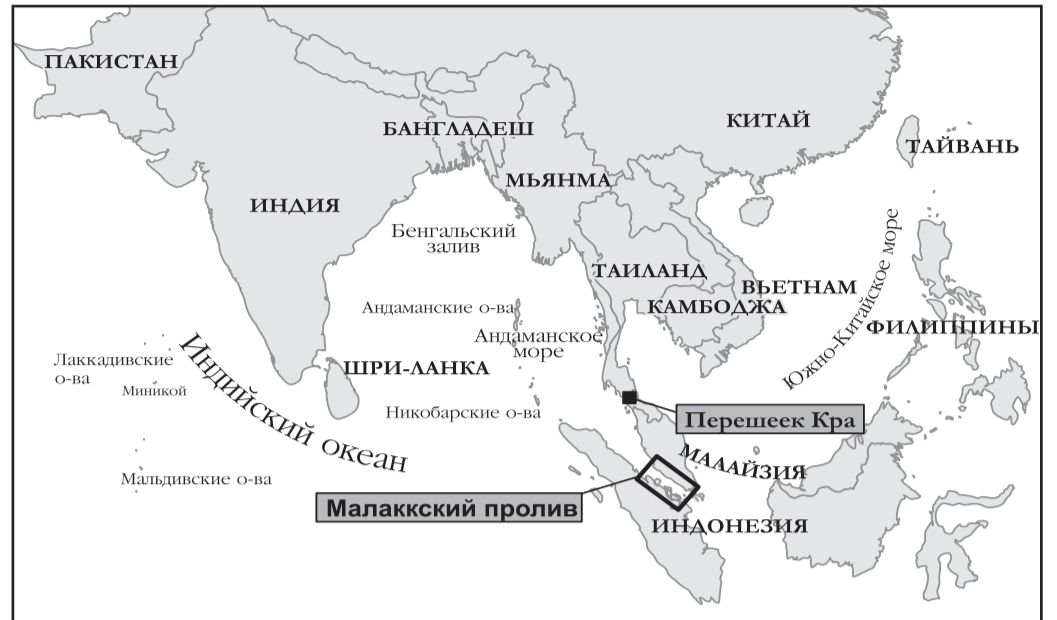 ПАКИСТАН
КИТАЙ
БАНГЛАДЕШ
ТАЙВАНЬ
МЬЯНМА
ИНДИЯ
Бенгальский
залив
ТАИЛАНД
ВЬЕТНАМ
КАМБОДЖА
Южно-Китайское море
Андаманские о-ва
Андаманское
море
ФИЛИППИНЫ
Лаккадивские
о-ва
Миникой
Индийский океан
ШРИ-ЛАНКА
Никобарские о-ва
Перешеек Кра
МАЛАЙЗИЯ
Мальдивские о-ва
Малаккский пролив
ИНДОНЕЗИЯ